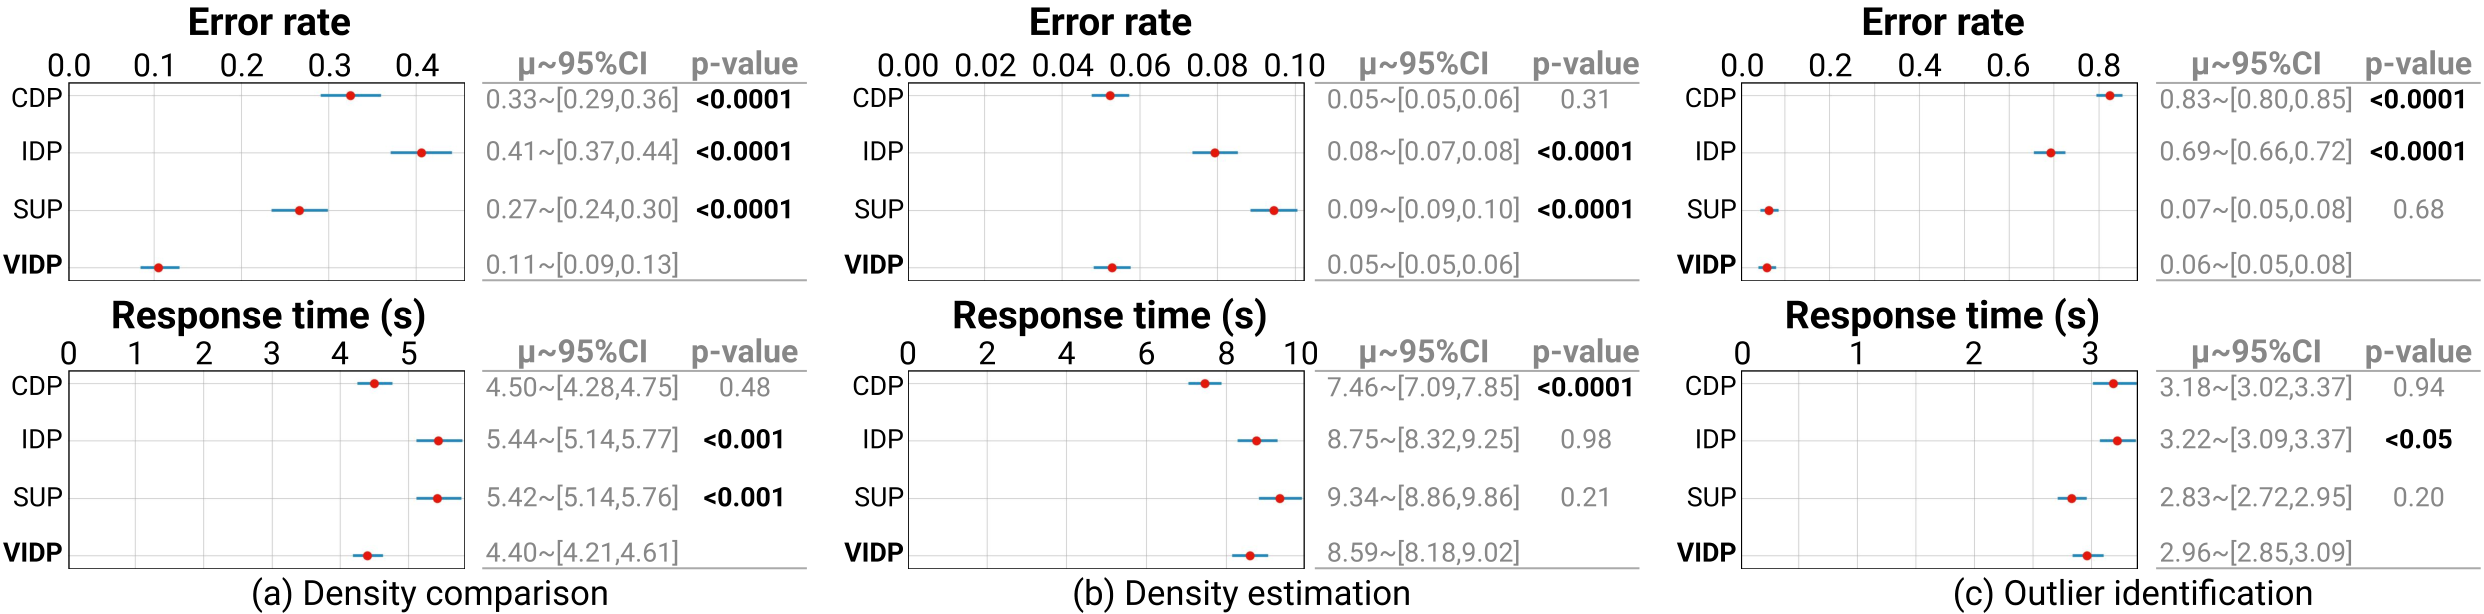 Error rate
0.0 0.1 0.2 0.3 0.4 μ~95%CI p-value
CDP 0.33~[0.29,0.36] <0.0001
IDP 0.41~[0.37,0.44] <0.0001
SUP 0.27~[0.24,0.30] <0.0001
VIDP 0.11~[0.09,0.13]
Response time (s)
0 1 2 3 4 5 μ~95%CI p-value
CDP 4.50~[4.28,4.75] 0.48
IDP 5.44~[5.14,5.77] <0.001
SUP 5.42~[5.14,5.76] <0.001
VIDP 4.40~[4.21,4.61]
(a) Density comparison
Error rate
0.00 0.02 0.04 0.06 0.08 0.10 μ~95%CI p-value
CDP 0.05~[0.05,0.06] 0.31
IDP 0.08~[0.07,0.08] <0.0001
SUP 0.09~[0.09,0.10] <0.0001
VIDP 0.05~[0.05,0.06]
Response time (s)
0 2 4 6 8 10 μ~95%CI p-value
CDP 7.46~[7.09,7.85] <0.0001
IDP 8.75~[8.32,9.25] 0.98
SUP 9.34~[8.86,9.86] 0.21
VIDP 8.59~[8.18,9.02]
(b) Density estimation
Error rate
0.0 0.2 0.4 0.6 0.8 μ~95%CI p-value
CDP 0.83~[0.80,0.85] <0.0001
IDP 0.69~[0.66,0.72] <0.0001
SUP 0.07~[0.05,0.08] 0.68
VIDP 0.06~[0.05,0.08]
Response time (s)
0 1 2 3 μ~95%CI p-value
CDP 3.18~[3.02,3.37] 0.94
IDP 3.22~[3.09,3.37] <0.05
SUP 2.83~[2.72,2.95] 0.20
VIDP 2.96~[2.85,3.09]
(c) Outlier identification